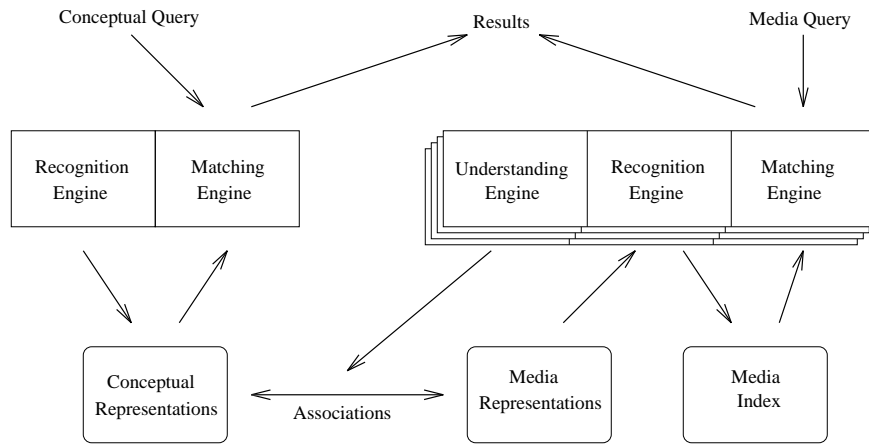 Conceptual Query
Results
Media Query
Recognition
Engine
Matching
Engine
Understanding
Engine
Recognition
Engine
Matching
Engine
Conceptual
Representations
Associations
Media
Representations
Media
Index